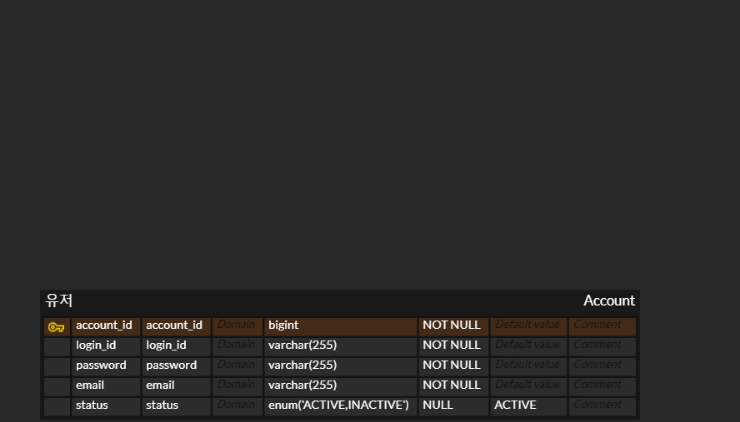 유저 Account
account_id account_id Domain bigint NOT NULL Default value Comment
login_id login_id Domain varchar(255) NOT NULL Default value Comment
password password Domain varchar(255) NOT NULL Default value Comment
email email Domain varchar(255) NOT NULL Default value Comment
status status Domain enum('ACTIVE,INACTIVE') NULL ACTIVE Comment